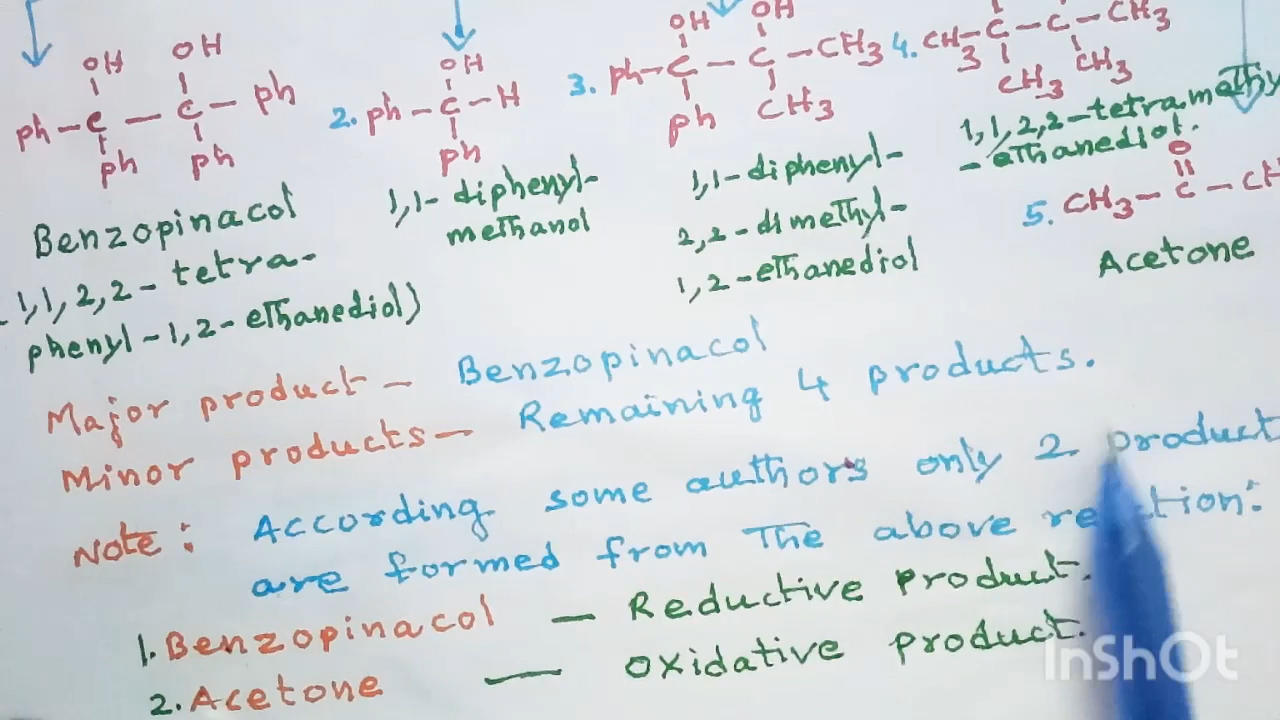 OH OH
ph-C-C-ph
ph ph
Benzopinacol
1,1,2,2-tetra-
phenyl-1,2-ethanediol)
2. OH
ph-C-H
ph
1,1-diphenyl-
methanol
3. OH OH
ph-C-C-CH3
ph CH3
1,1-diphenyl-
2,2-dimethyl-
1,2-ethanediol
4. CH3-C-C-CH3
CH3 CH3
1,1,2,2-tetramethy
-ethanediol.
5. O
CH3-C-CH
Acetone
Major product- Benzopinacol
Minor products- Remaining 4 products.
Note: According some authors only 2 product
are formed from The above reaction:
1. Benzopinacol - Reductive product.
2. Acetone - Oxidative product.
InShOt